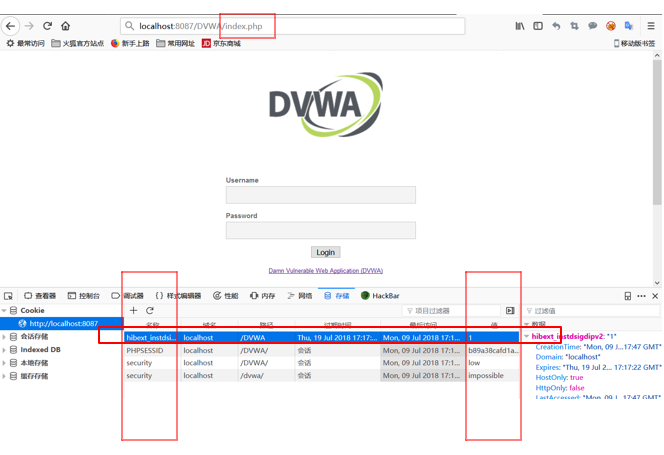 localhost:8087/DVWA/index.php
最常访问 火狐官方站点 新手上路 常用网址 JD 京东商城 移动版书签
DVWA
Username
Password
Login
Damn Vulnerable Web Application (DVWA)
查看器 控制台 调试器 {} 样式编辑器 性能 内存 网络 存储 HackBar
Cookie
http://localhost:8087
会话存储
Indexed DB
本地存储
缓存存储
项目过滤器
名称 域名 路径 过期时间 最后访问 值
hibext_instdsi... localhost /DVWA Thu, 19 Jul 2018 17:17:... Mon, 09 Jul 2018 17:1... 1
PHPSESSID localhost /DVWA/ 会话 Mon, 09 Jul 2018 17:1... b89a38cafd1a...
security localhost /DVWA/ 会话 Mon, 09 Jul 2018 17:1... low
security localhost /dvwa/ 会话 Mon, 09 Jul 2018 17:1... impossible
过滤值
数据
hibext_instdsigdipv2: "1"
CreationTime: "Mon, 09 J...17:47 GMT"
Domain: "localhost"
Expires: "Thu, 19 Jul 2...17:17:22 GMT"
HostOnly: true
HttpOnly: false
LastAccessed: "Mon, 09 J...17:47 GMT"